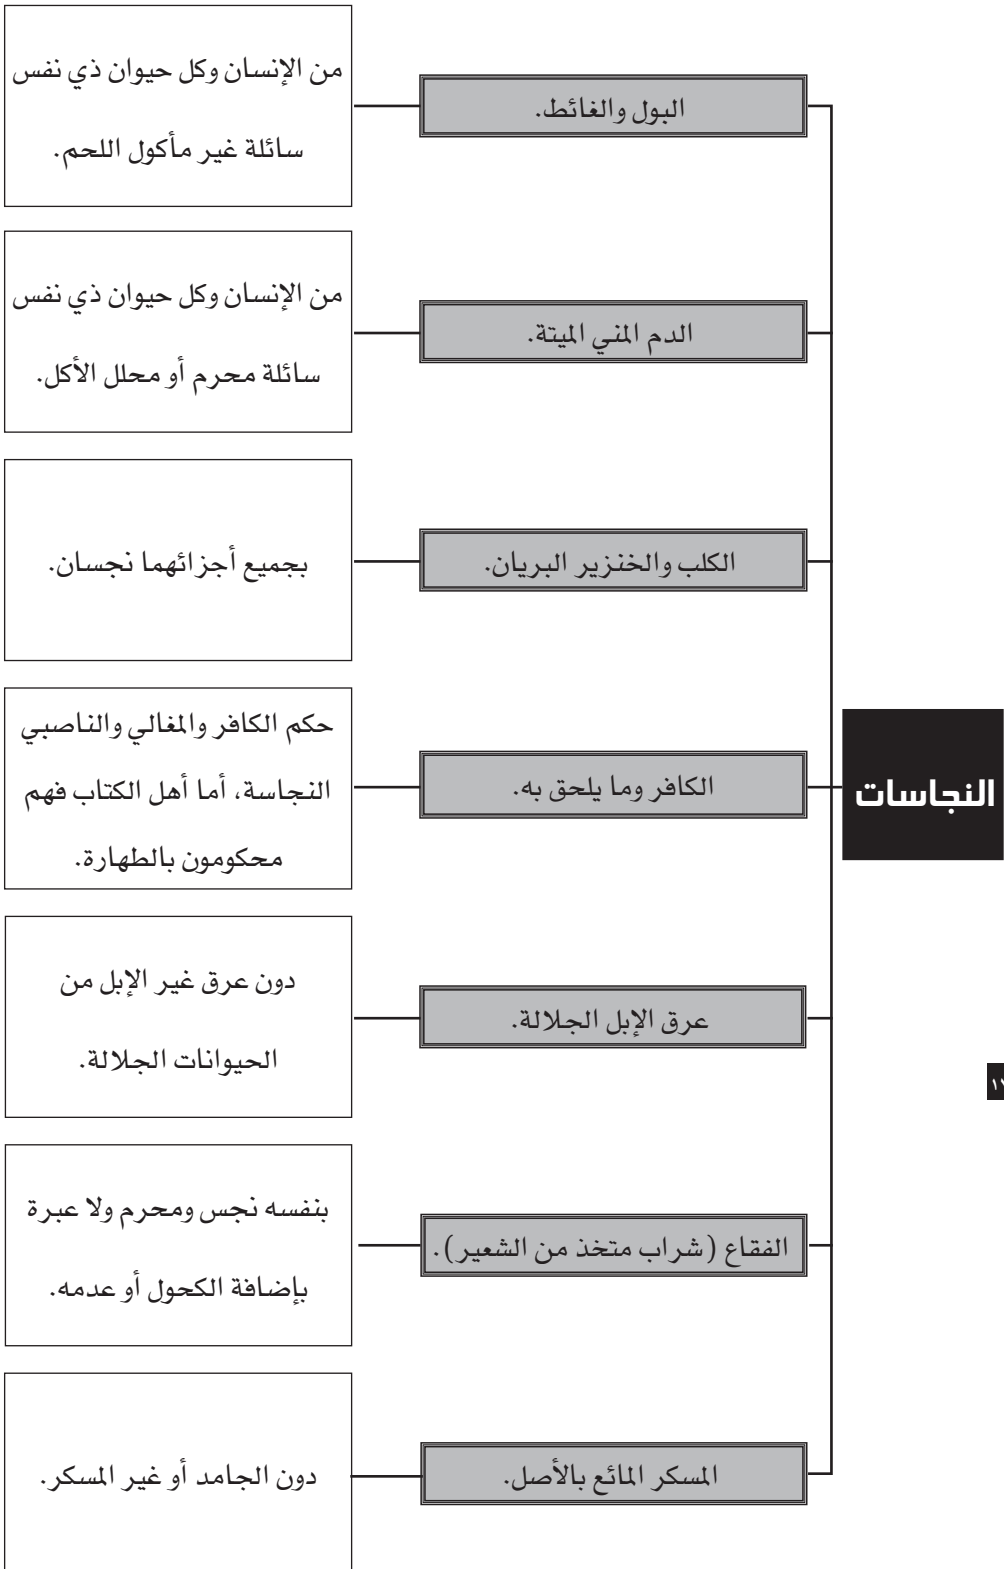 النجاسات
البول والغائط.
من الإنسان وكل حيوان ذي نفس
سائلة غير مأكول اللحم.
الدم المني الميتة.
من الإنسان وكل حيوان ذي نفس
سائلة محرم أو محلل الأكل.
الكلب والخنزير البريان.
بجميع أجزائهما نجسان.
الكافر وما يلحق به.
حكم الكافر والمغالي والناصبي
النجاسة، أما أهل الكتاب فهم
محكومون بالطهارة.
عرق الإبل الجلالة.
دون عرق غير الإبل من
الحيوانات الجلالة.
الفقاع (شراب متخذ من الشعير).
بنفسه نجس ومحرم ولا عبرة
بإضافة الكحول أو عدمه.
المسكر المائع بالأصل.
دون الجامد أو غير المسكر.